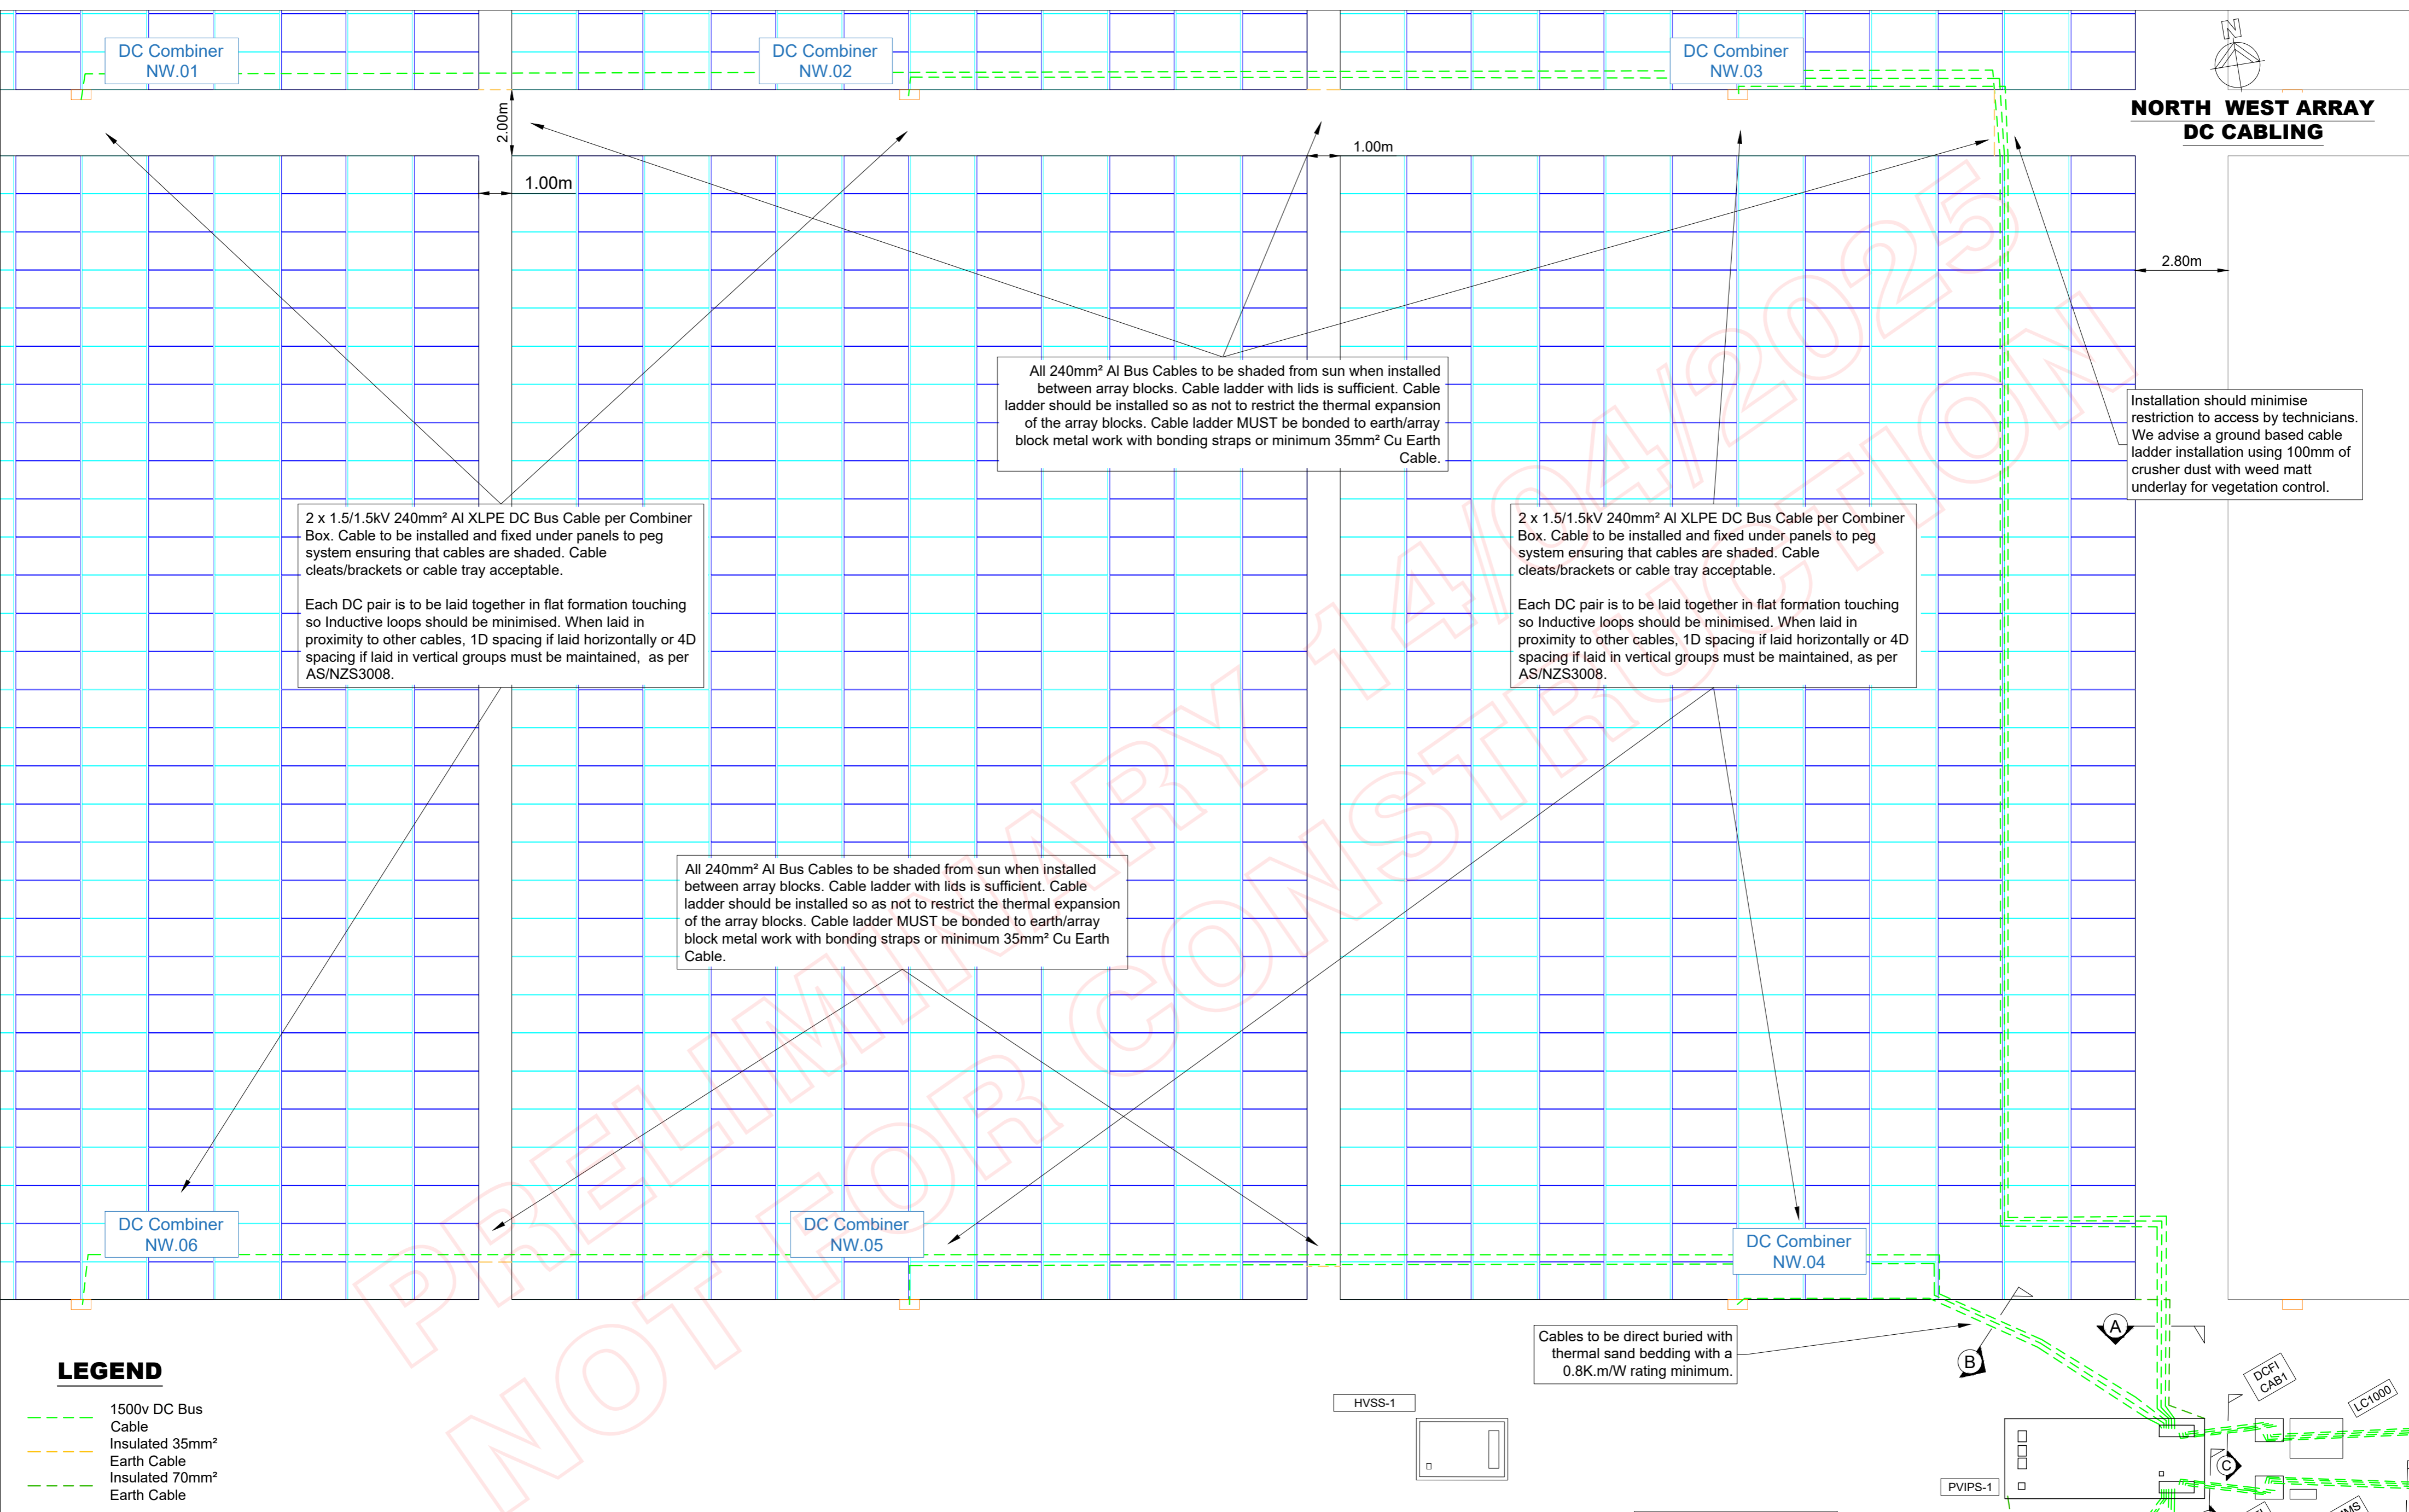 DC Combiner
NW.01
DC Combiner
NW.02
DC Combiner
NW.03
N
NORTH WEST ARRAY
DC CABLING
2.00m
1.00m
1.00m
2.80m
All 240mm² Al Bus Cables to be shaded from sun when installed
between array blocks. Cable ladder with lids is sufficient. Cable
ladder should be installed so as not to restrict the thermal expansion
of the array blocks. Cable ladder MUST be bonded to earth/array
block metal work with bonding straps or minimum 35mm² Cu Earth
Cable.
Installation should minimise
restriction to access by technicians.
We advise a ground based cable
ladder installation using 100mm of
crusher dust with weed matt
underlay for vegetation control.
2 x 1.5/1.5kV 240mm² Al XLPE DC Bus Cable per Combiner
Box. Cable to be installed and fixed under panels to peg
system ensuring that cables are shaded. Cable
cleats/brackets or cable tray acceptable.
Each DC pair is to be laid together in flat formation touching
so Inductive loops should be minimised. When laid in
proximity to other cables, 1D spacing if laid horizontally or 4D
spacing if laid in vertical groups must be maintained, as per
AS/NZS3008.
2 x 1.5/1.5kV 240mm² Al XLPE DC Bus Cable per Combiner
Box. Cable to be installed and fixed under panels to peg
system ensuring that cables are shaded. Cable
cleats/brackets or cable tray acceptable.
Each DC pair is to be laid together in flat formation touching
so Inductive loops should be minimised. When laid in
proximity to other cables, 1D spacing if laid horizontally or 4D
spacing if laid in vertical groups must be maintained, as per
AS/NZS3008.
PRELIMINARY 14/04/2025
NOT FOR CONSTRUCTION
All 240mm² Al Bus Cables to be shaded from sun when installed
between array blocks. Cable ladder with lids is sufficient. Cable
ladder should be installed so as not to restrict the thermal expansion
of the array blocks. Cable ladder MUST be bonded to earth/array
block metal work with bonding straps or minimum 35mm² Cu Earth
Cable.
DC Combiner
NW.06
DC Combiner
NW.05
DC Combiner
NW.04
Cables to be direct buried with
thermal sand bedding with a
0.8K.m/W rating minimum.
A
B
C
DCFI
CAB1
LC1000
HVSS-1
PVIPS-1
LEGEND
1500v DC Bus
Cable
Insulated 35mm²
Earth Cable
Insulated 70mm²
Earth Cable